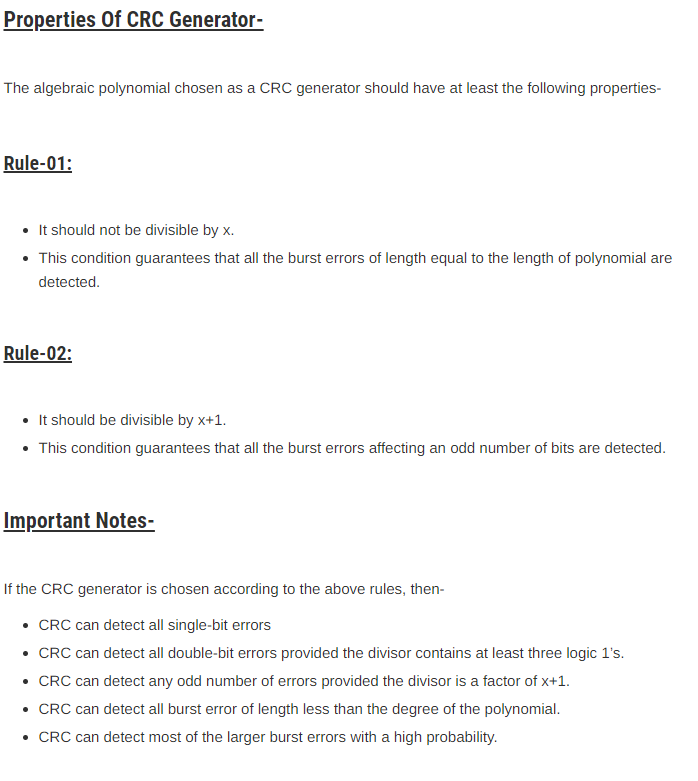 Properties Of CRC Generator-
The algebraic polynomial chosen as a CRC generator should have at least the following properties-
Rule-01:
• It should not be divisible by x.
• This condition guarantees that all the burst errors of length equal to the length of polynomial are
detected.
Rule-02:
• It should be divisible by x+1.
• This condition guarantees that all the burst errors affecting an odd number of bits are detected.
Important Notes-
If the CRC generator is chosen according to the above rules, then-
• CRC can detect all single-bit errors
• CRC can detect all double-bit errors provided the divisor contains at least three logic 1’s.
• CRC can detect any odd number of errors provided the divisor is a factor of x+1.
• CRC can detect all burst error of length less than the degree of the polynomial.
• CRC can detect most of the larger burst errors with a high probability.